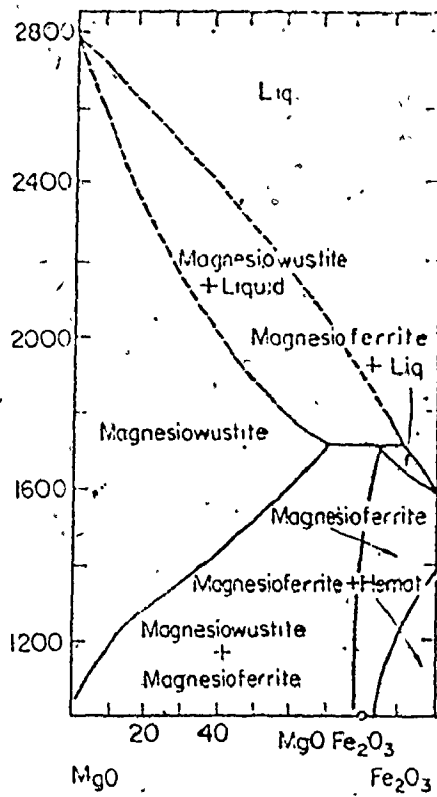 2800
Liq.
2400
Magnesiowustite
+ Liquid
2000
Magnesioferrite
+ Liq
Magnesiowustite
1600
Magnesioferrite
Magnesioferrite + Hemat
1200
Magnesiowustite
+
Magnesioferrite
20
40
MgO Fe₂O₃
MgO
Fe₂O₃